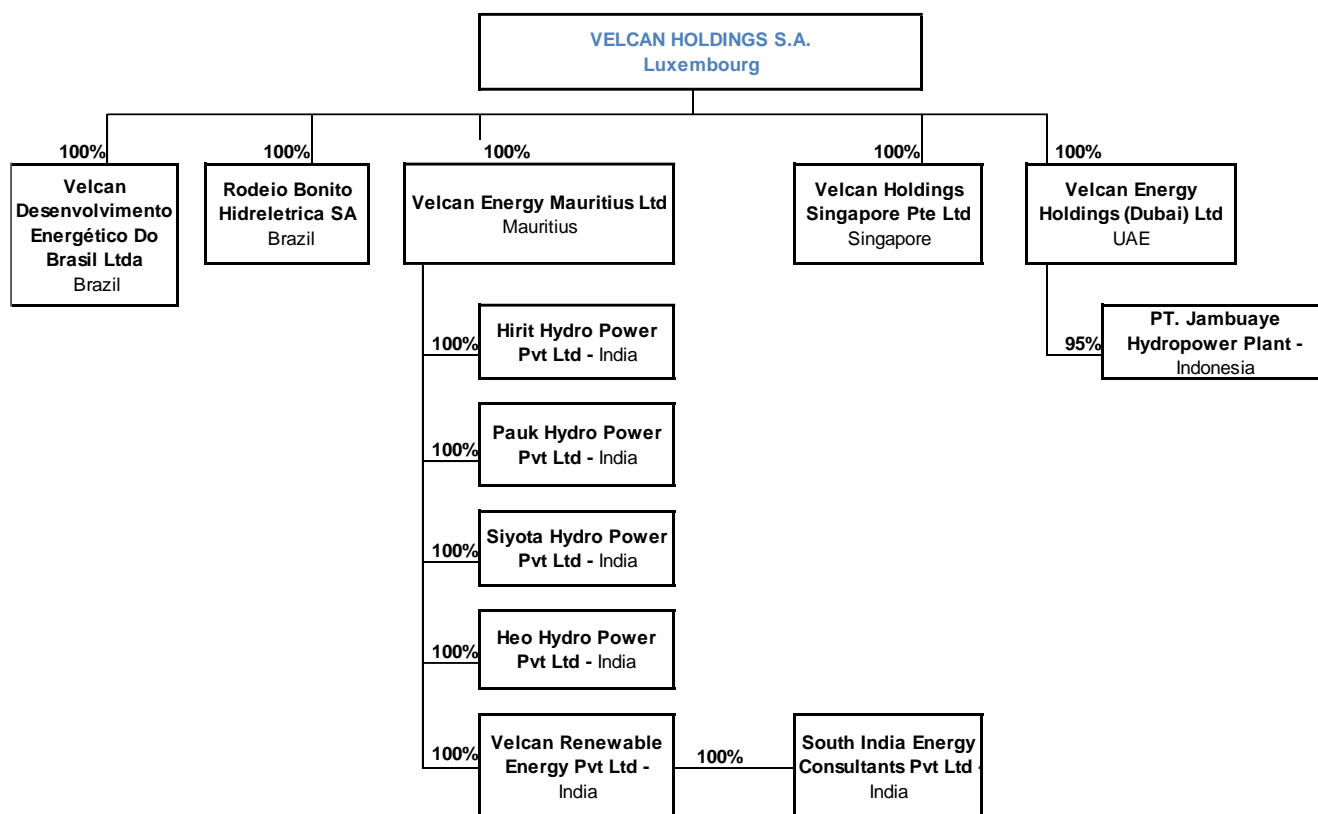 VELCAN HOLDINGS S.A.
Luxembourg
100%
100%
100%
100%
100%
Velcan
Desenvolvimento
Energético Do
Brasil Ltda
Brazil
Rodeio Bonito
Hidreletrica SA
Brazil
Velcan Energy Mauritius Ltd
Mauritius
Velcan Holdings
Singapore Pte Ltd
Singapore
Velcan Energy
Holdings (Dubai) Ltd
UAE
100%
Hirit Hydro Power
Pvt Ltd - India
95%
PT. Jambuaye
Hydropower Plant -
Indonesia
100%
Pauk Hydro Power
Pvt Ltd - India
100%
Siyota Hydro Power
Pvt Ltd - India
100%
Heo Hydro Power
Pvt Ltd - India
100%
Velcan Renewable
Energy Pvt Ltd -
India
100%
South India Energy
Consultants Pvt Ltd -
India